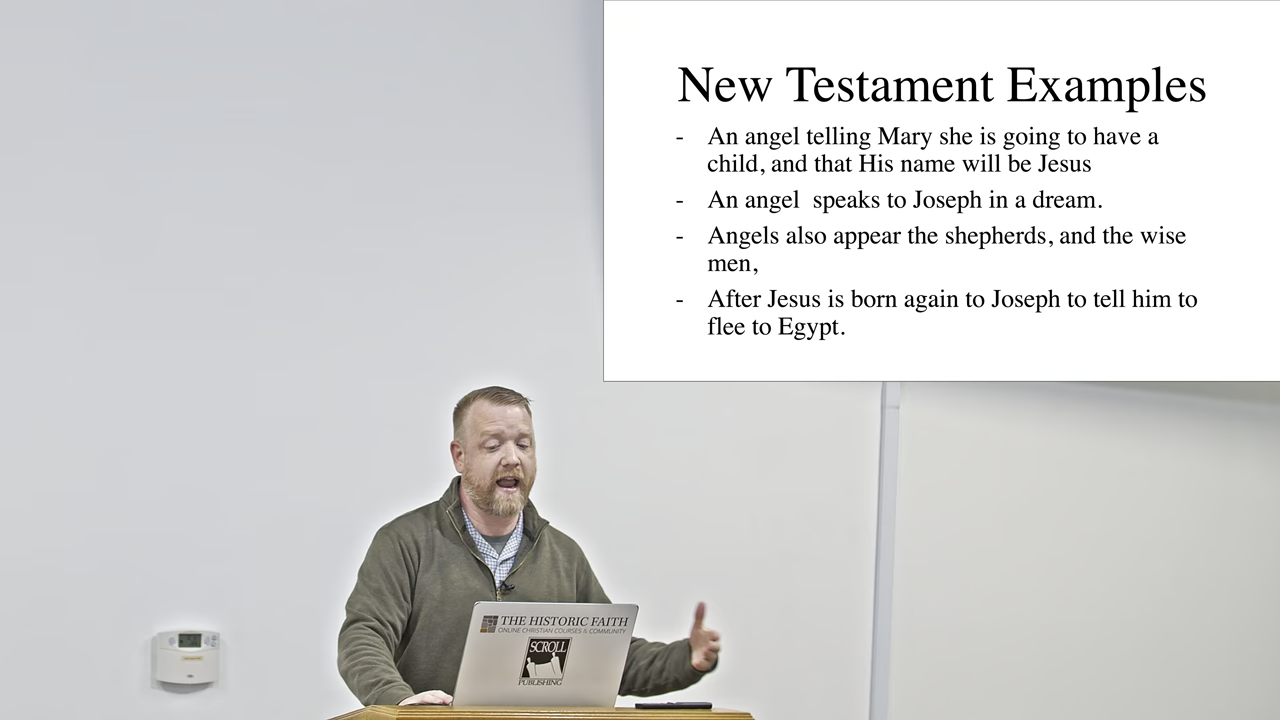 New Testament Examples
- An angel telling Mary she is going to have a
child, and that His name will be Jesus
- An angel  speaks to Joseph in a dream.
- Angels also appear the shepherds, and the wise
men,
- After Jesus is born again to Joseph to tell him to
flee to Egypt.
THE HISTORIC FAITH
ONLINE CHRISTIAN COURSES & COMMUNITY
SCROLL
PUBLISHING